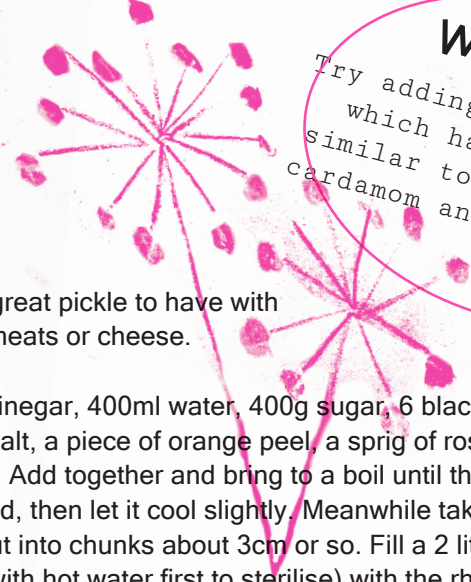 W
Try adding
which ha
similar to
cardamom an
great pickle to have with
meats or cheese.
inegar, 400ml water, 400g sugar, 6 blac
alt, a piece of orange peel, a sprig of ros
Add together and bring to a boil until th
d, then let it cool slightly. Meanwhile tak
ut into chunks about 3cm or so. Fill a 2 lit
with hot water first to sterilise) with the rh